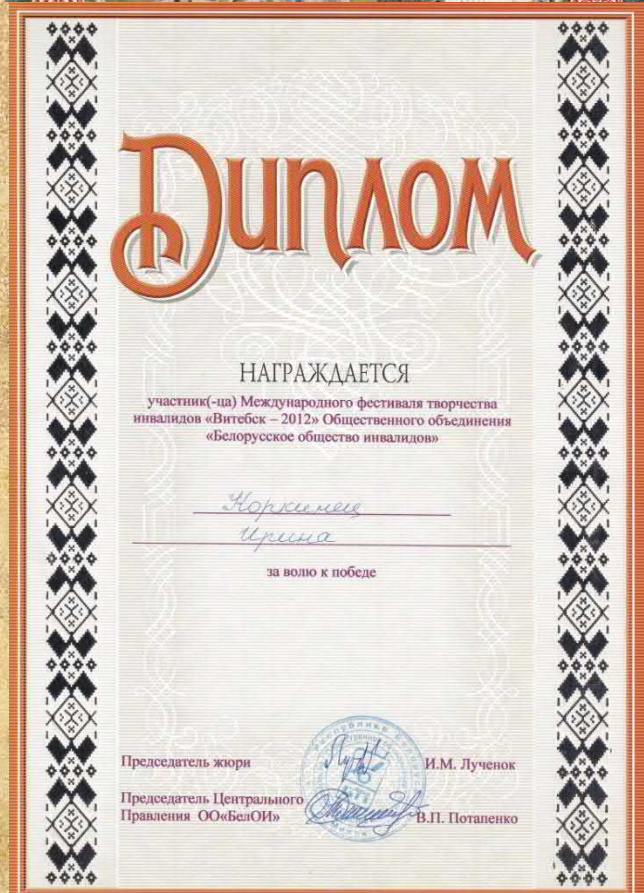 Диплом
НАГРАЖДАЕТСЯ
участник(-ца) Международного фестиваля творчества
инвалидов «Витебск – 2012» Общественного объединения
«Белорусское общество инвалидов»
Коркинец
Ирина
за волю к победе
Председатель жюри И.М. Лученок
Председатель Центрального
Правления ОО«БелОИ» В.П. Потапенко